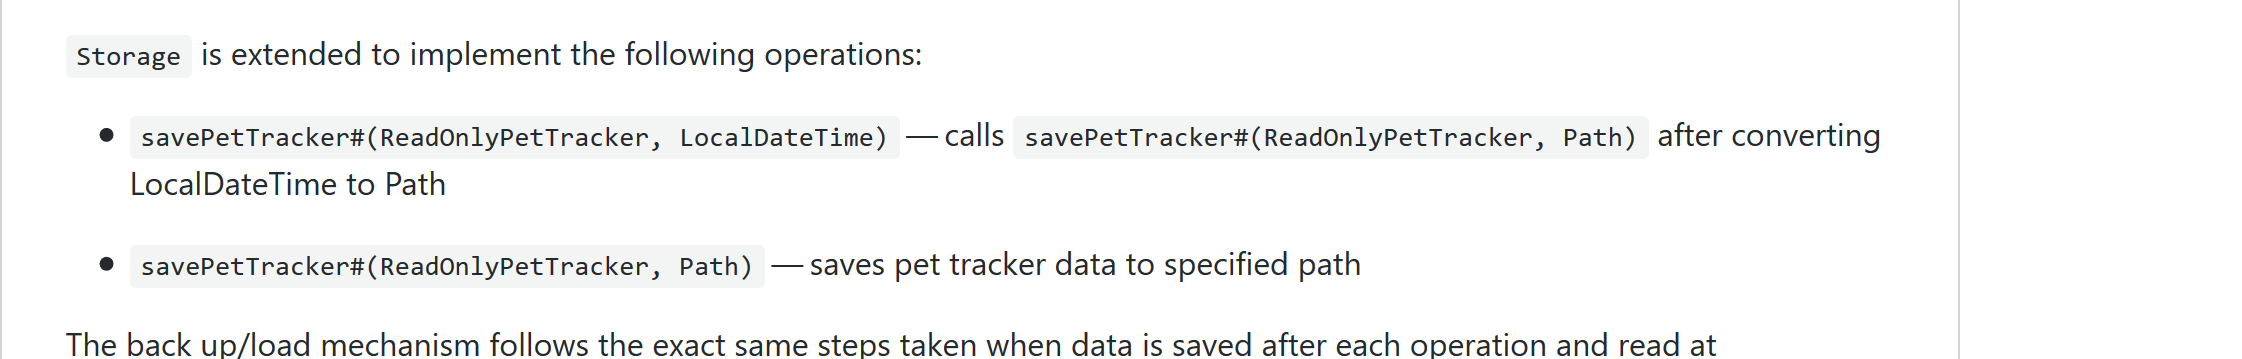 Storage is extended to implement the following operations:
• savePetTracker#(ReadOnlyPetTracker, LocalDateTime) — calls savePetTracker#(ReadOnlyPetTracker, Path) after converting
LocalDateTime to Path
• savePetTracker#(ReadOnlyPetTracker, Path) — saves pet tracker data to specified path
The back up/load mechanism follows the exact same steps taken when data is saved after each operation and read at